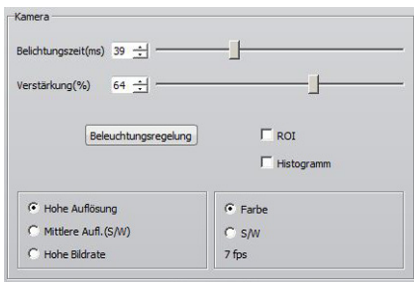 Kamera
Belichtungszeit(ms) 39
Verstärkung(%) 64
Beleuchtungsregelung ROI
Histogramm
Hohe Auflösung Farbe
Mittlere Aufl.(S/W) S/W
Hohe Bildrate 7 fps